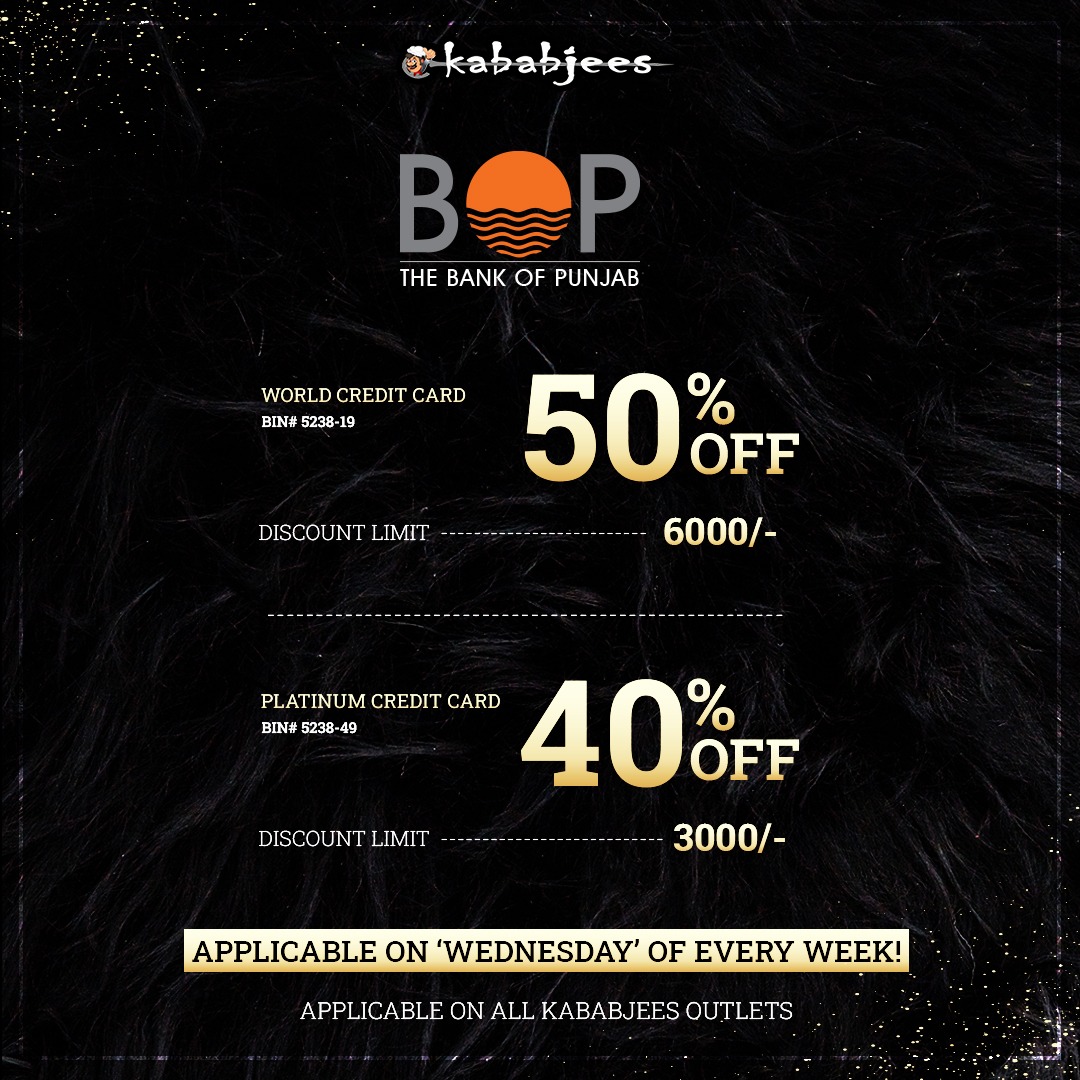 kababjees
BOP
THE BANK OF PUNJAB
WORLD CREDIT CARD
BIN# 5238-19
50% OFF
DISCOUNT LIMIT ------------------------ 6000/-
PLATINUM CREDIT CARD
BIN# 5238-49
40% OFF
DISCOUNT LIMIT -------------------------- 3000/-
APPLICABLE ON ‘WEDNESDAY’ OF EVERY WEEK!
APPLICABLE ON ALL KABABJEES OUTLETS